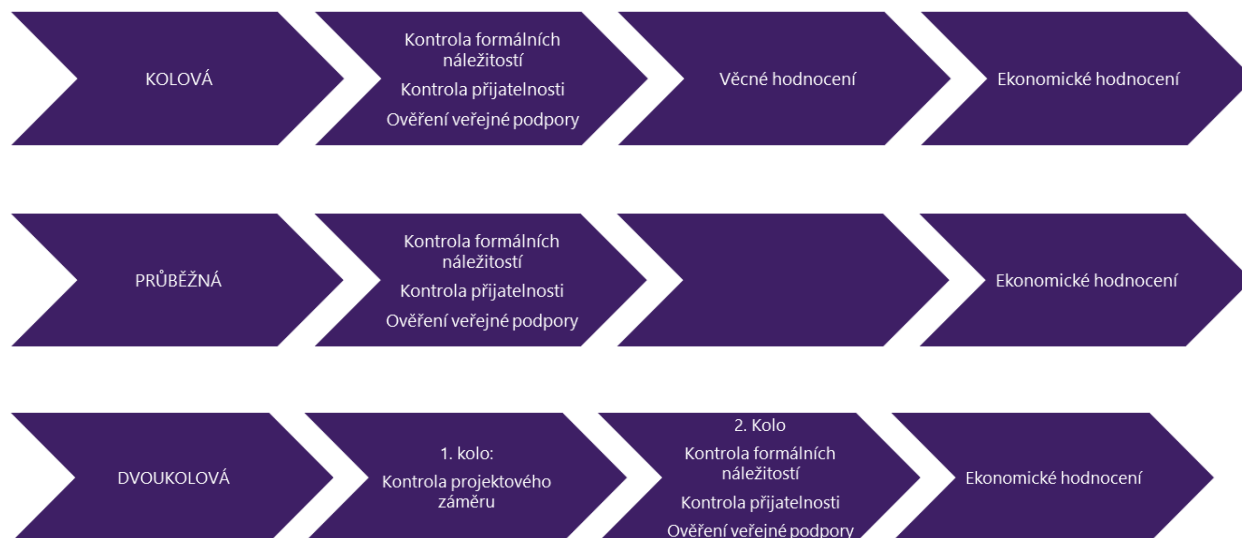 KOLOVÁ
Kontrola formálních
náležitostí
Kontrola přijatelnosti
Ověření veřejné podpory
Věcné hodnocení
Ekonomické hodnocení
PRŮBĚŽNÁ
Kontrola formálních
náležitostí
Kontrola přijatelnosti
Ověření veřejné podpory
Ekonomické hodnocení
DVOUKOLOVÁ
1. kolo:
Kontrola projektového
záměru
2. Kolo
Kontrola formálních
náležitostí
Kontrola přijatelnosti
Ověření veřejné podpory
Ekonomické hodnocení